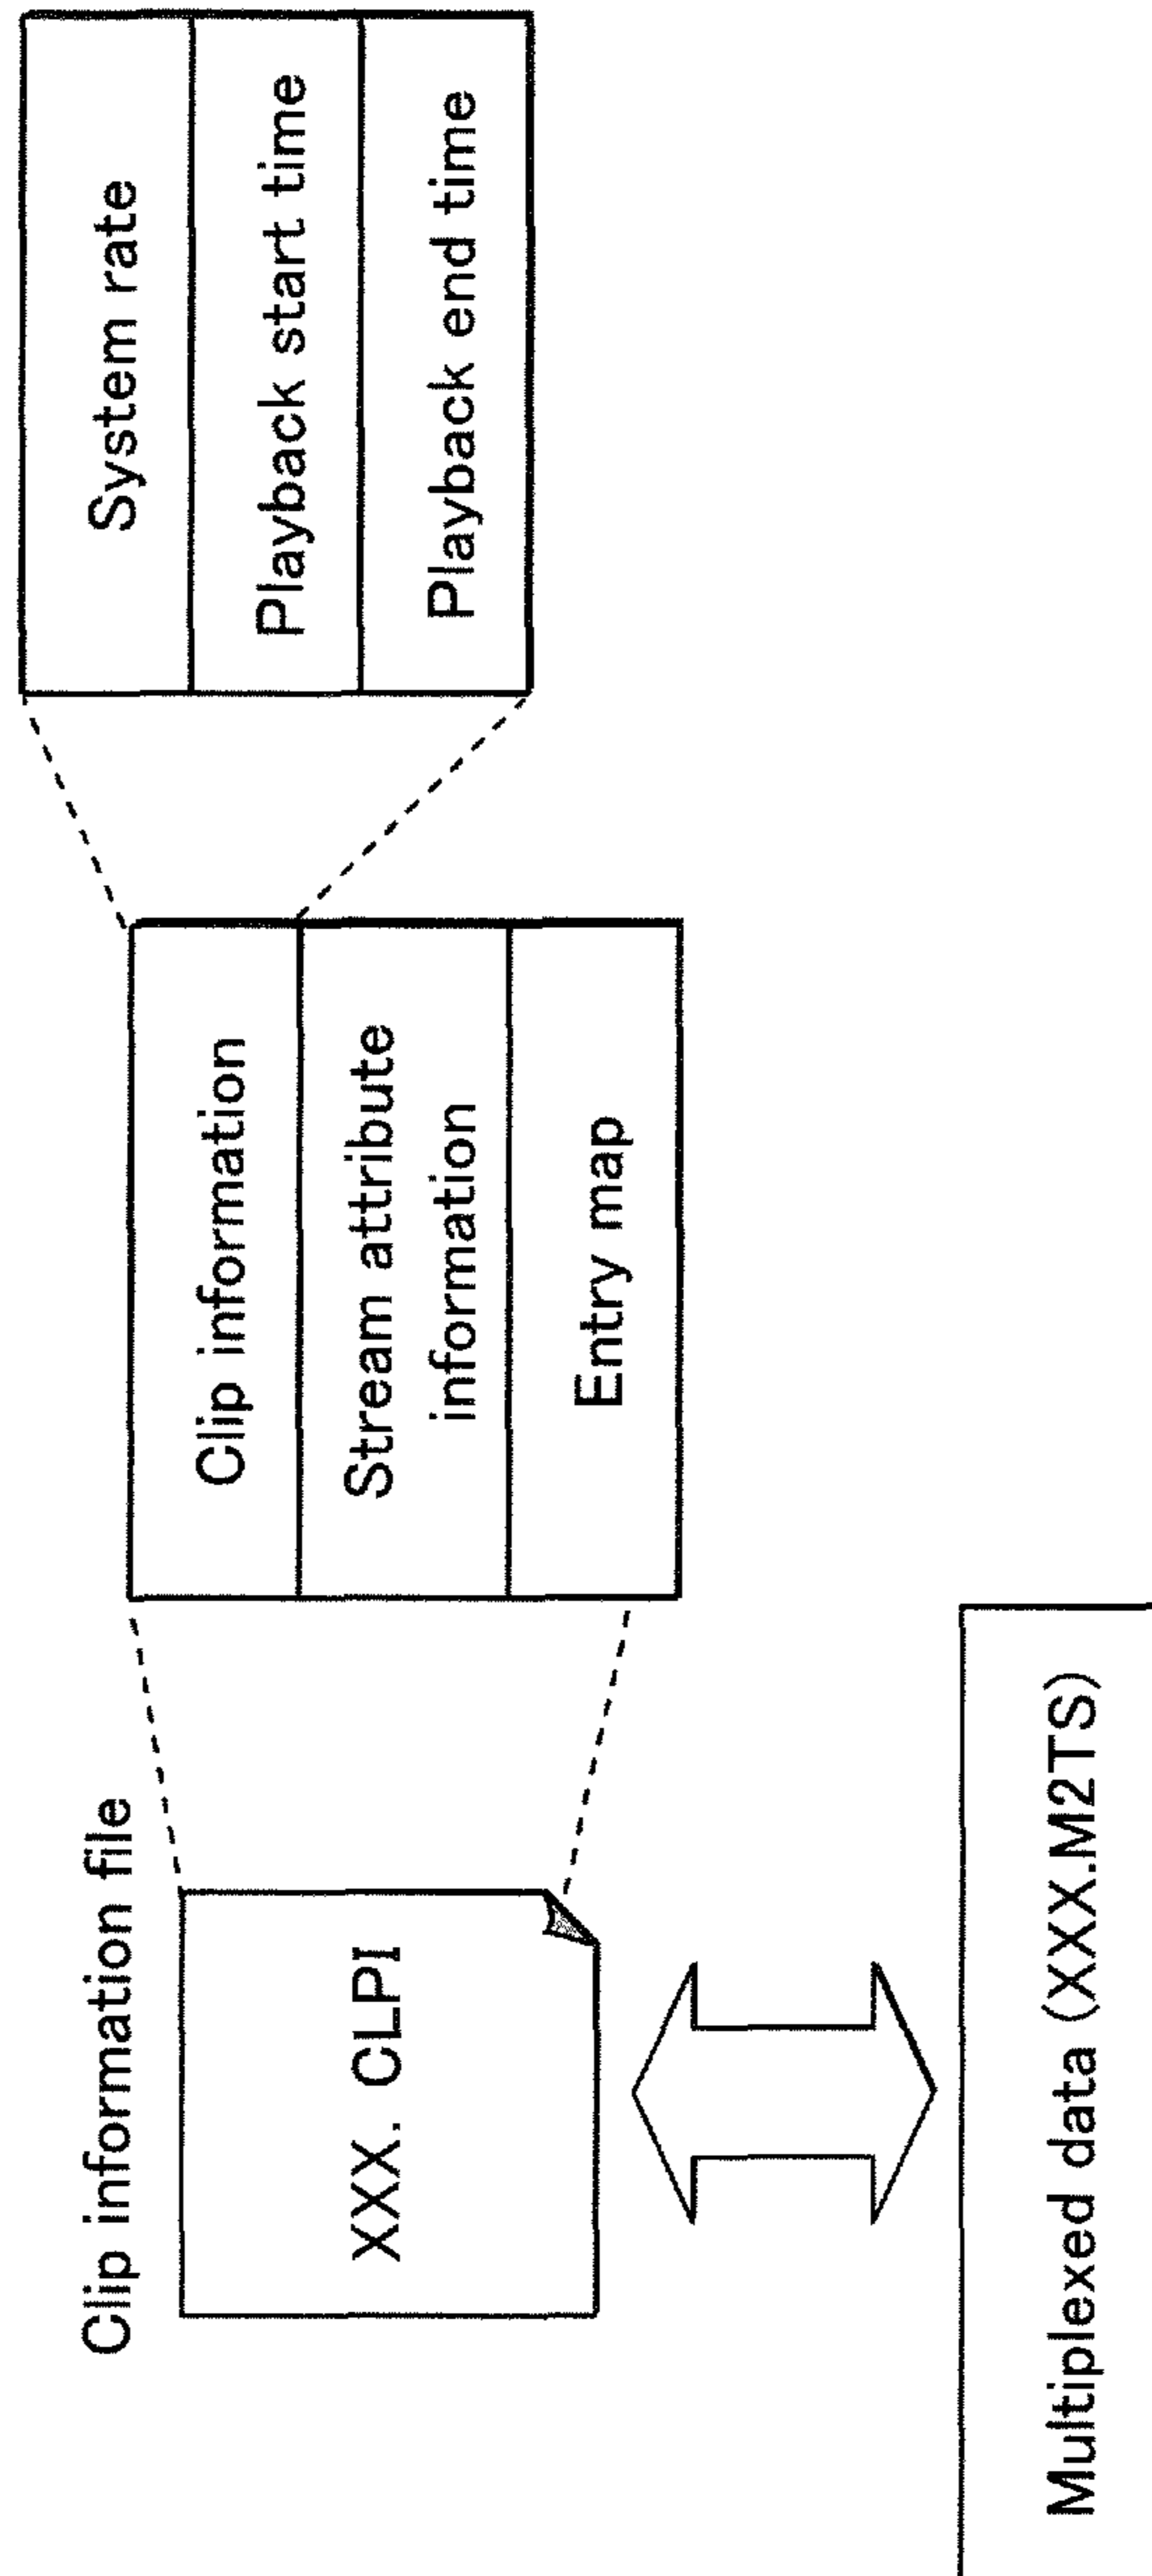 Clip information file
XXX. CLPI
Multiplexed data (XXX.M2TS)
Clip information
Stream attribute
information
Entry map
System rate
Playback start time
Playback end time